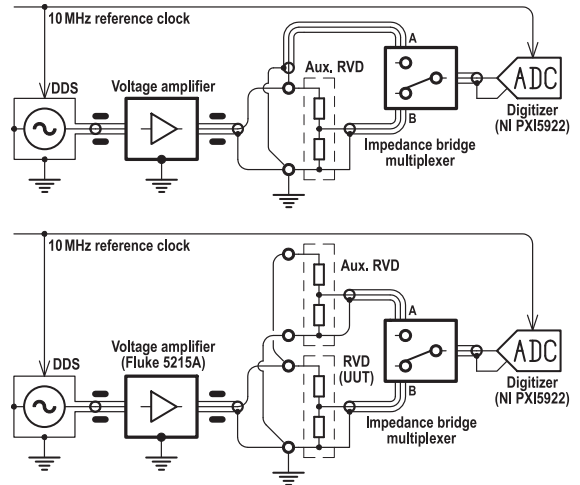 10 MHz reference clock
DDS
Voltage amplifier
Aux. RVD
A
B
Impedance bridge
multiplexer
ADC
Digitizer
(NI PXI5922)
10 MHz reference clock
DDS
Voltage amplifier
(Fluke 5215A)
Aux. RVD
RVD
(UUT)
A
B
Impedance bridge
multiplexer
ADC
Digitizer
(NI PXI5922)